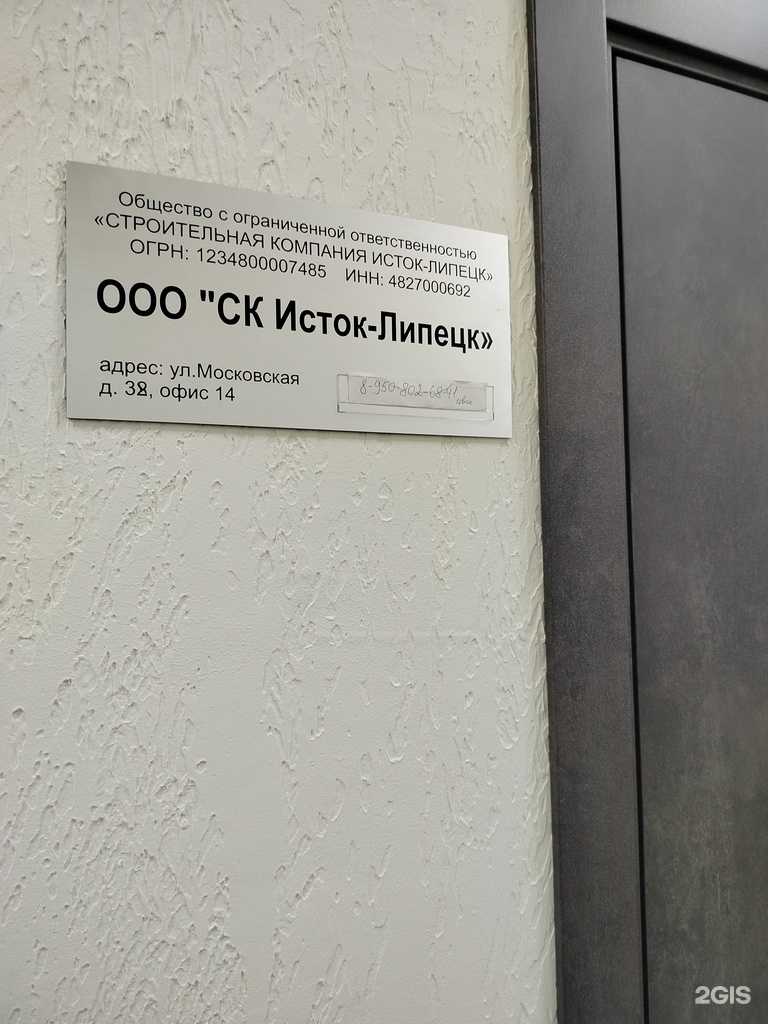 Общество с ограниченной ответственностью
«СТРОИТЕЛЬНАЯ КОМПАНИЯ ИСТОК-ЛИПЕЦК»
ОГРН: 1234800007485 ИНН: 4827000692
ООО "СК Исток-Липецк»
адрес: ул.Московская
д. офис 14
2GIS